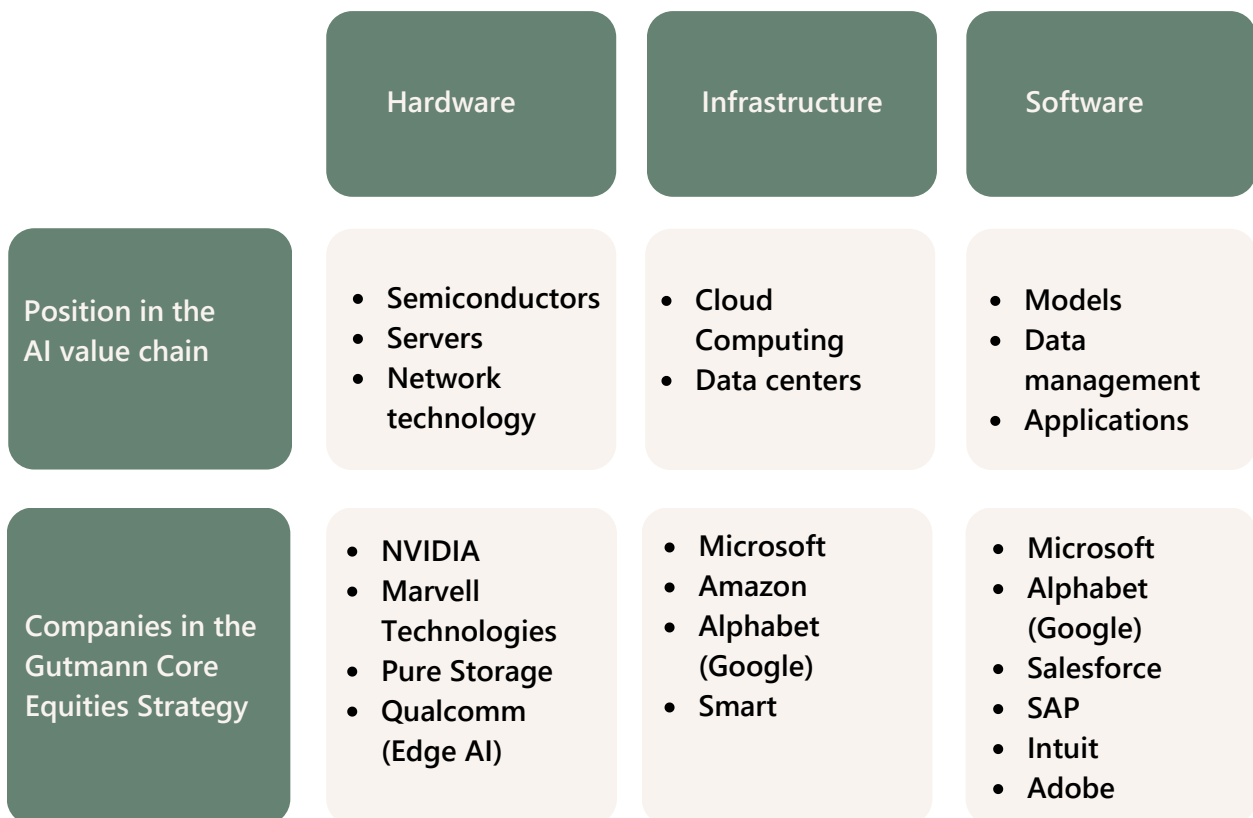 Hardware
Infrastructure
Software
Position in the
AI value chain
• Semiconductors
• Servers
• Network
technology
• Cloud
Computing
• Data centers
• Models
• Data
management
• Applications
Companies in the
Gutmann Core
Equities Strategy
• NVIDIA
• Marvell
Technologies
• Pure Storage
• Qualcomm
(Edge AI)
• Microsoft
• Amazon
• Alphabet
(Google)
• Smart
• Microsoft
• Alphabet
(Google)
• Salesforce
• SAP
• Intuit
• Adobe